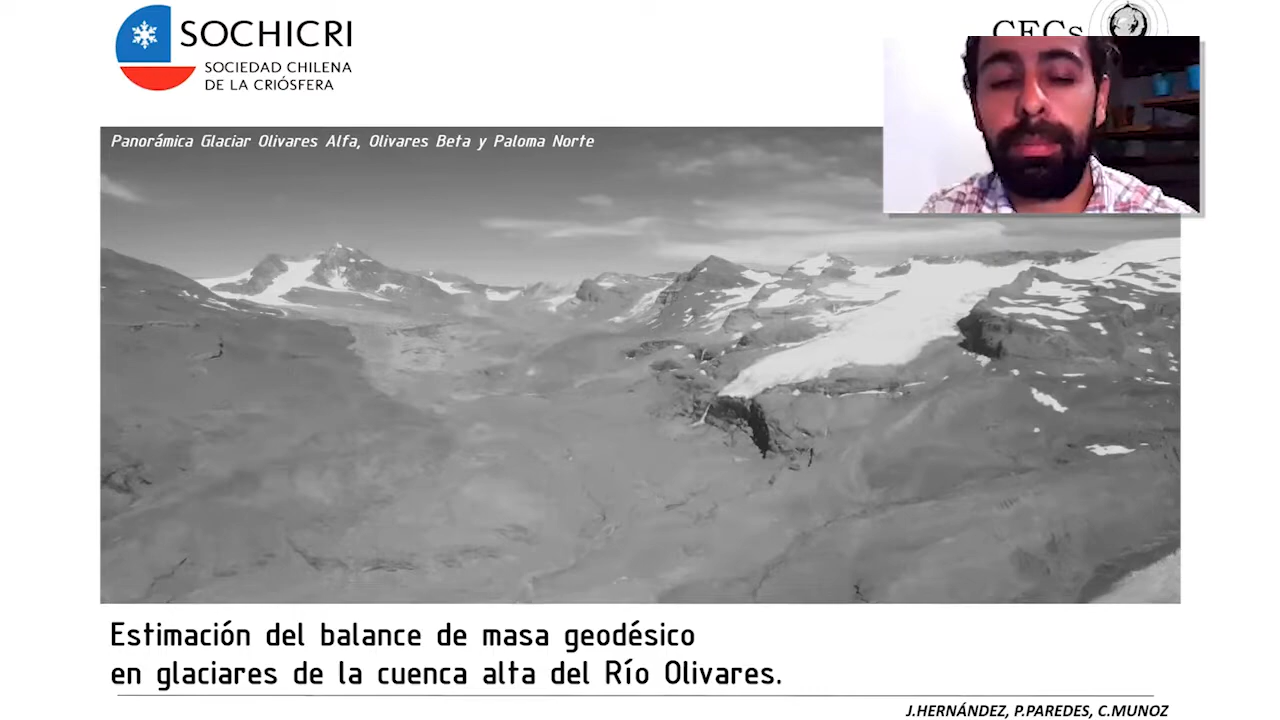 SOCHICRI
SOCIEDAD CHILENA
DE LA CRIÓSFERA
CECs
Panorámica Glaciar Olivares Alfa, Olivares Beta y Paloma Norte
Estimación del balance de masa geodésico
en glaciares de la cuenca alta del Río Olivares.
J.HERNÁNDEZ, P.PAREDES, C.MUNOZ